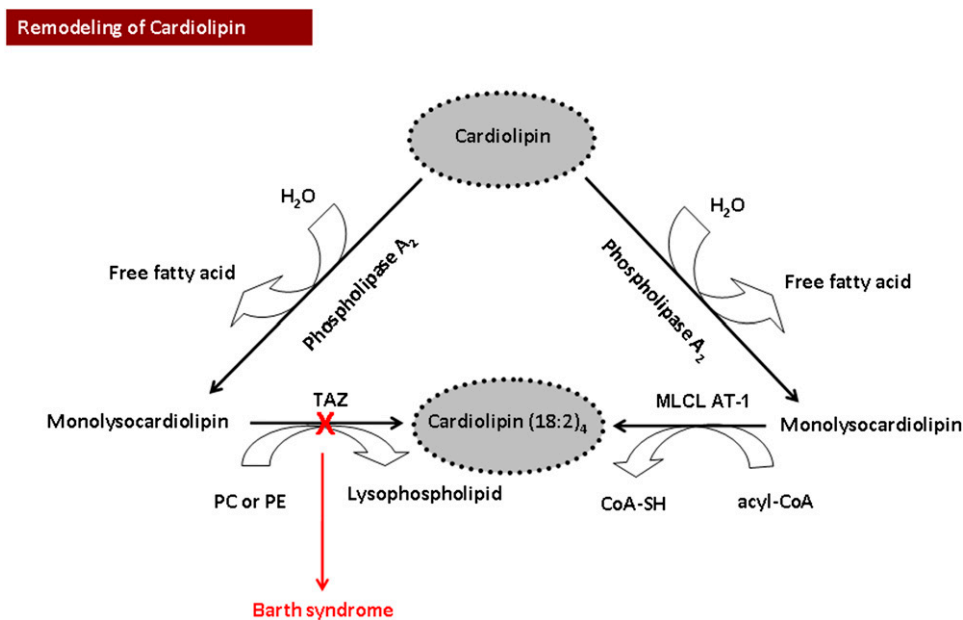 Remodeling of Cardiolipin
Cardiolipin
H₂O
H₂O
Phospholipase A₂
Phospholipase A₂
Free fatty acid
Free fatty acid
TAZ
MLCL AT-1
Monolysocardiolipin
X
Cardiolipin (18:2)₄
Monolysocardiolipin
PC or PE
Lysophospholipid
CoA-SH
acyl-CoA
Barth syndrome